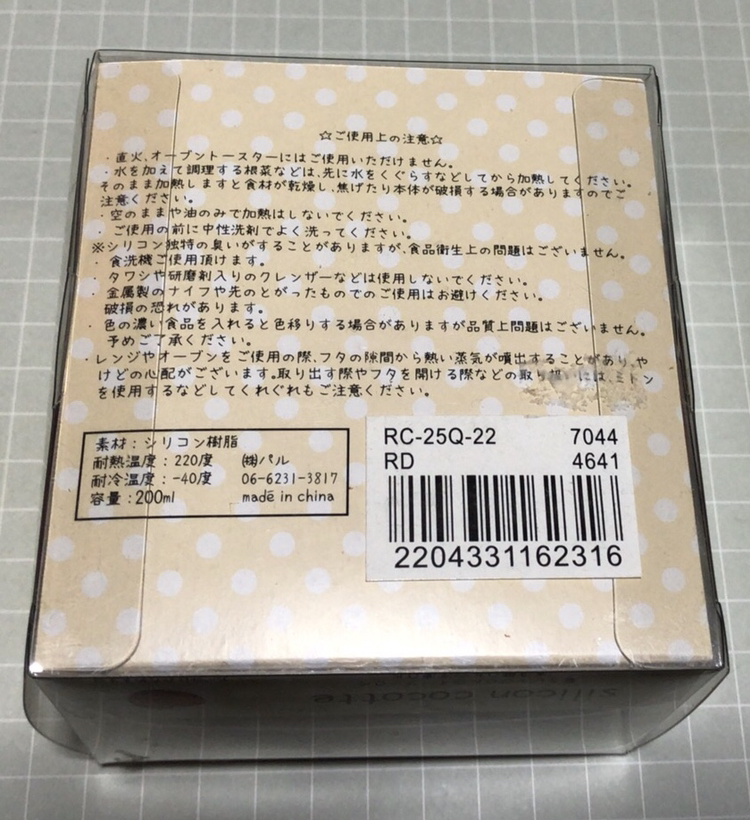 ☆ご使用上の注意☆
・直火、オーブントースターにはご使用いただけません。
・水を加えて調理する根菜などは、先に水をくぐらすなどしてから加熱してください。
そのまま加熱しますと食材が乾燥し、焦げたり本体が破損する場合がありますのでご
注意ください。
・空のままや油のみで加熱はしないでください。
・ご使用の前に中性洗剤でよく洗ってください。
※シリコン独特の臭いがすることがありますが、食品衛生上の問題はございません。
・食洗機ご使用頂けます。
・タワシや研磨剤入りのクレンザーなどは使用しないでください。
・金属製のナイフや先のとがったものでのご使用はお避けください。
破損の恐れがあります。
・色の濃い食品を入れると色移りする場合がありますが品質上問題はございません。
予めご了承ください。
・レンジやオーブンをご使用の際、フタの隙間から熱い蒸気が噴出することがあり、や
けどの心配がございます。取り出す際やフタを開ける際などの取り扱いには、ミトン
を使用するなどしてくれぐれもご注意ください。
素材：シリコン樹脂
耐熱温度：220度 ㈱パル
耐冷温度：-40度 06-6231-3817
容量：200ml made in china
RC-25Q-22 7044
RD 4641
2204331162316
silicon cocotte